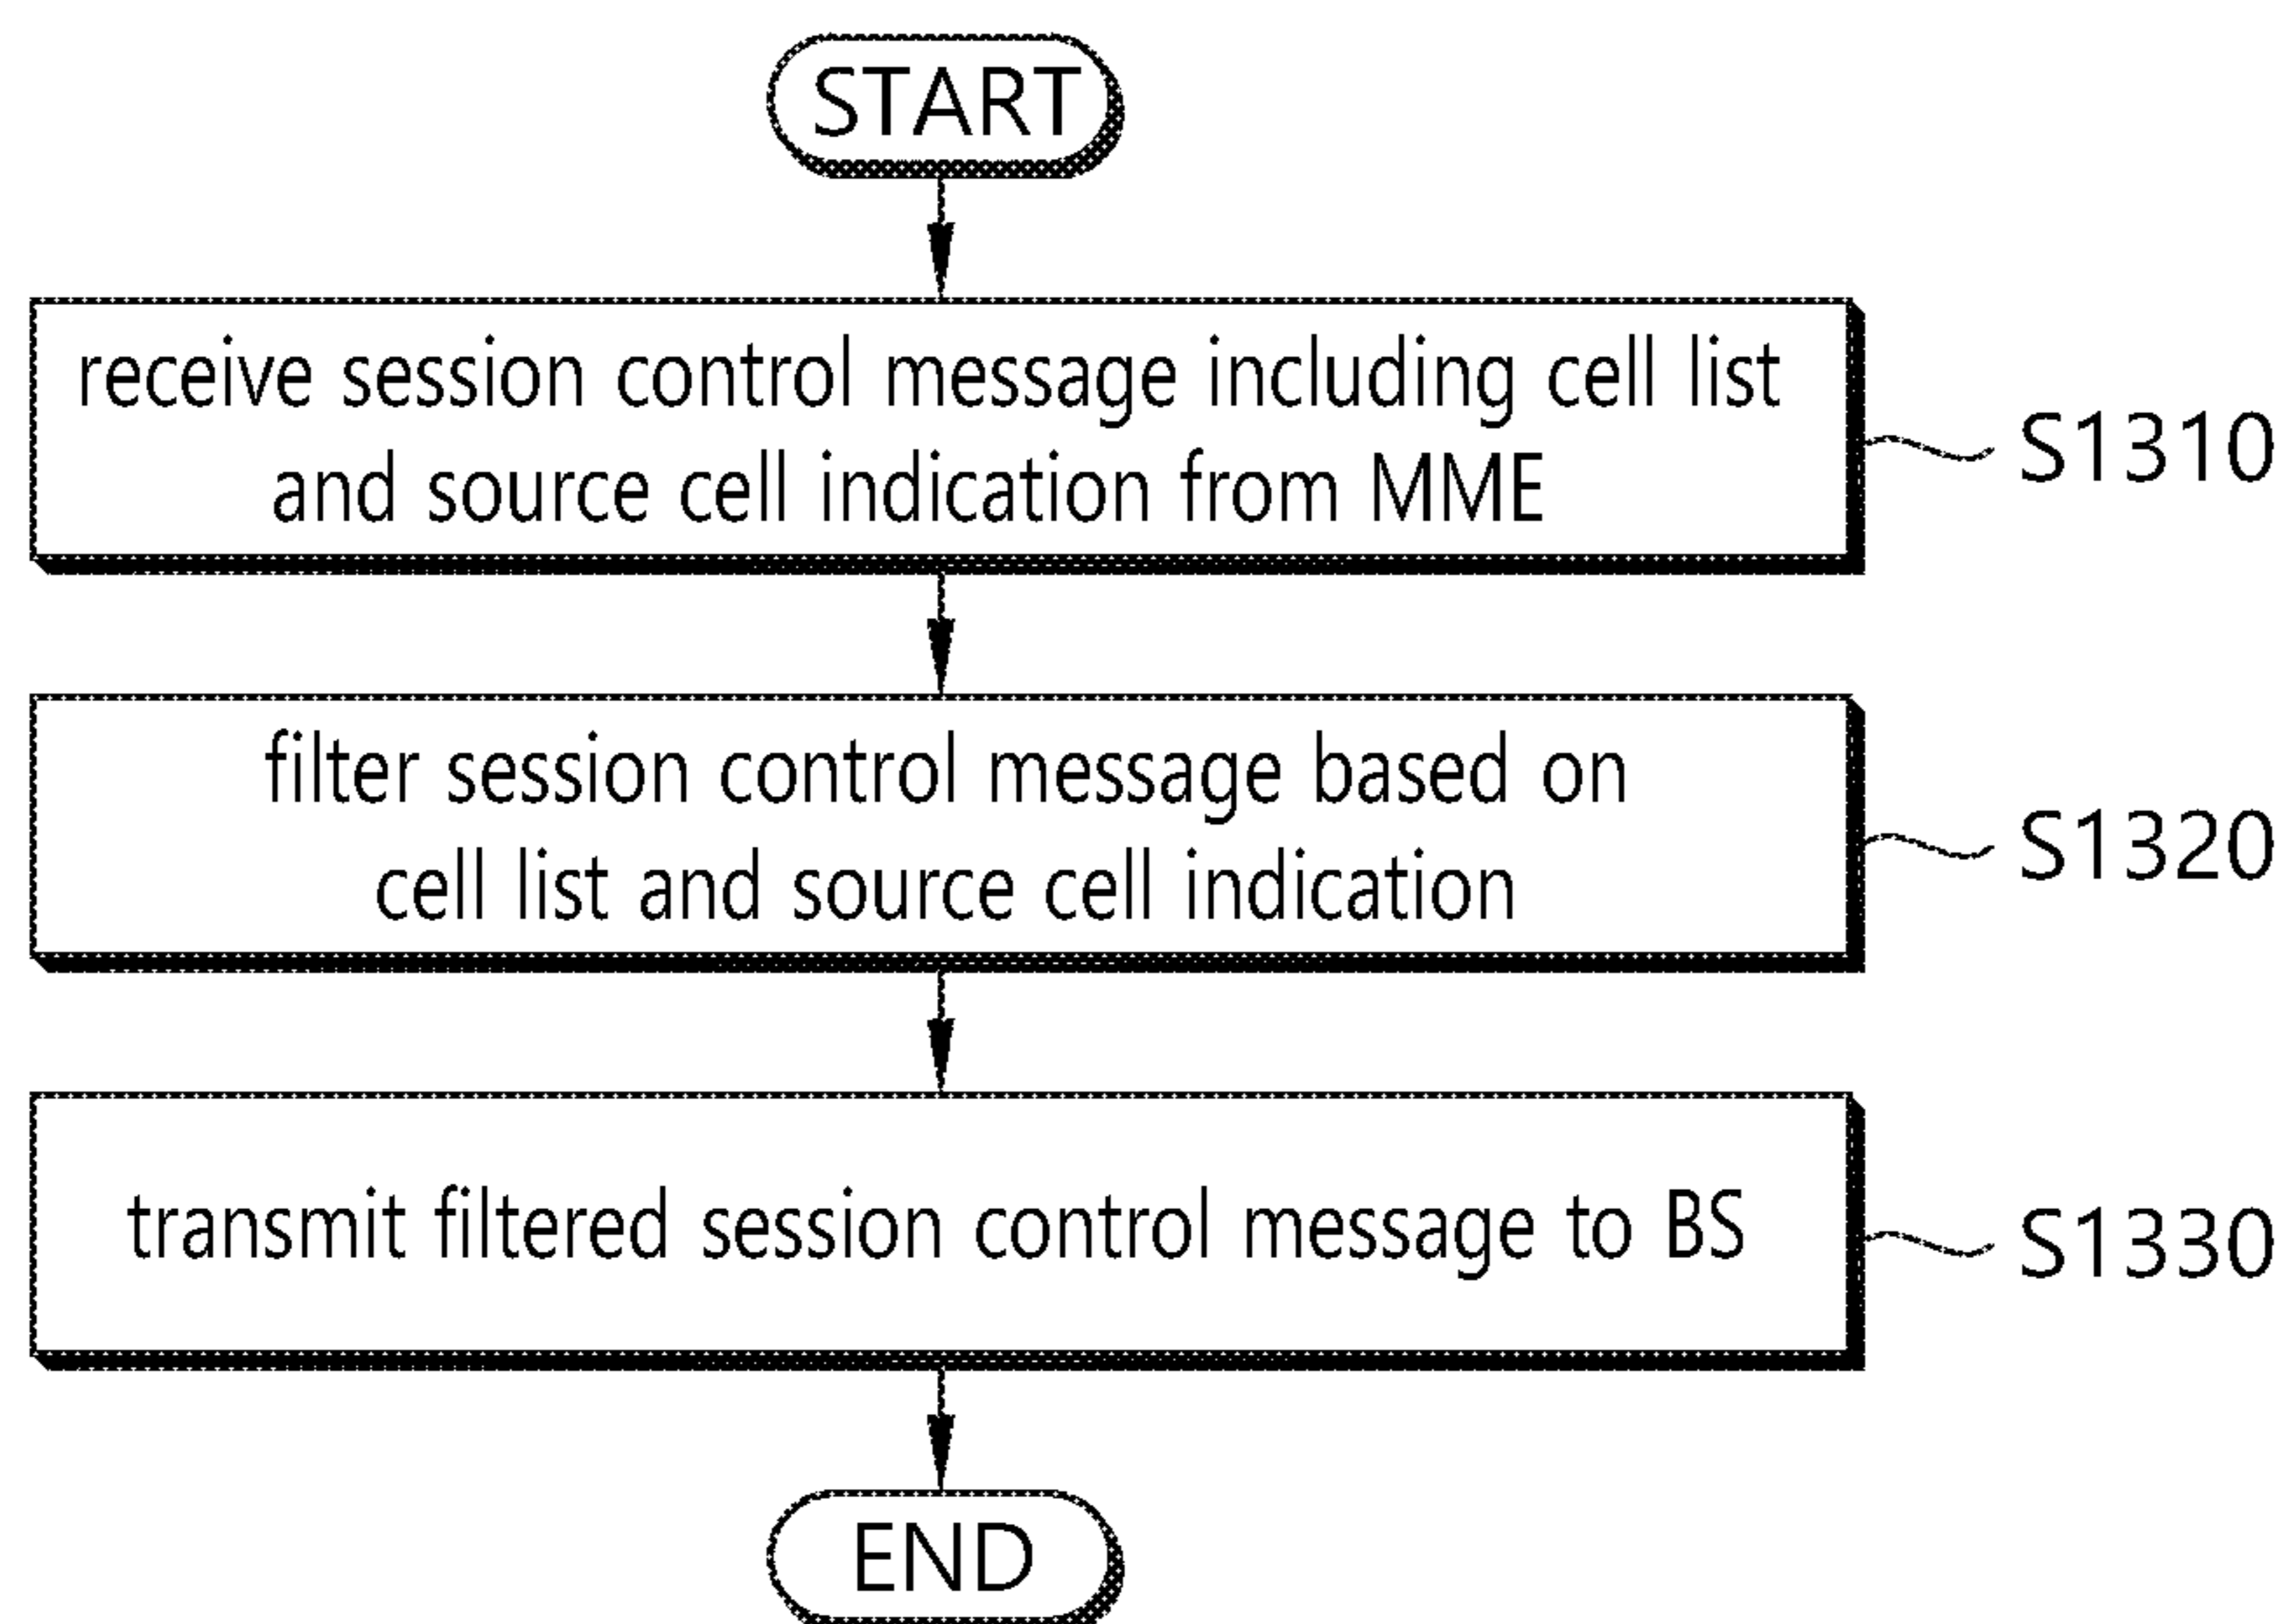 START
receive session control message including cell list
and source cell indication from MME
S1310
filter session control message based on
cell list and source cell indication
S1320
transmit filtered session control message to BS
S1330
END